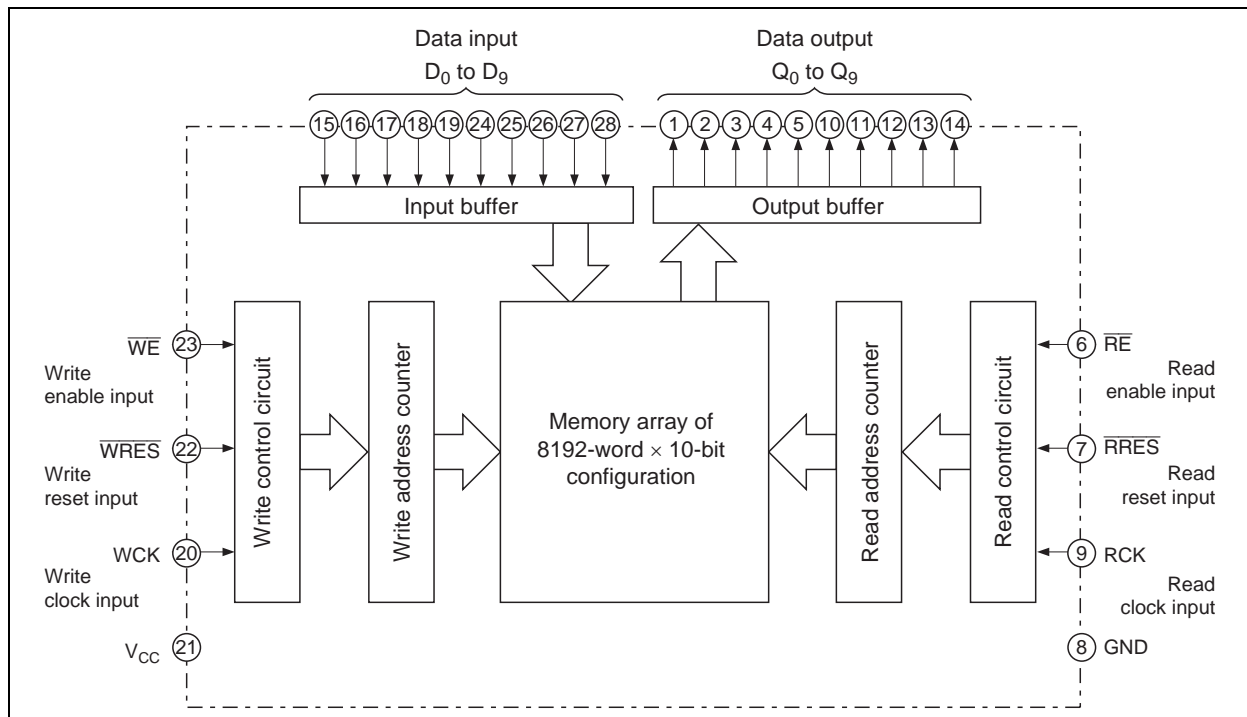 Data input
D0 to D9
Data output
Q0 to Q9
15 16 17 18 19 24 25 26 27 28
1 2 3 4 5 10 11 12 13 14
Input buffer
Output buffer
WE 23
Write
enable input
WRES 22
Write
reset input
WCK 20
Write
clock input
VCC 21
Write control circuit
Write address counter
Memory array of
8192-word × 10-bit
configuration
Read address counter
Read control circuit
6 RE
Read
enable input
7 RRES
Read
reset input
9 RCK
Read
clock input
8 GND